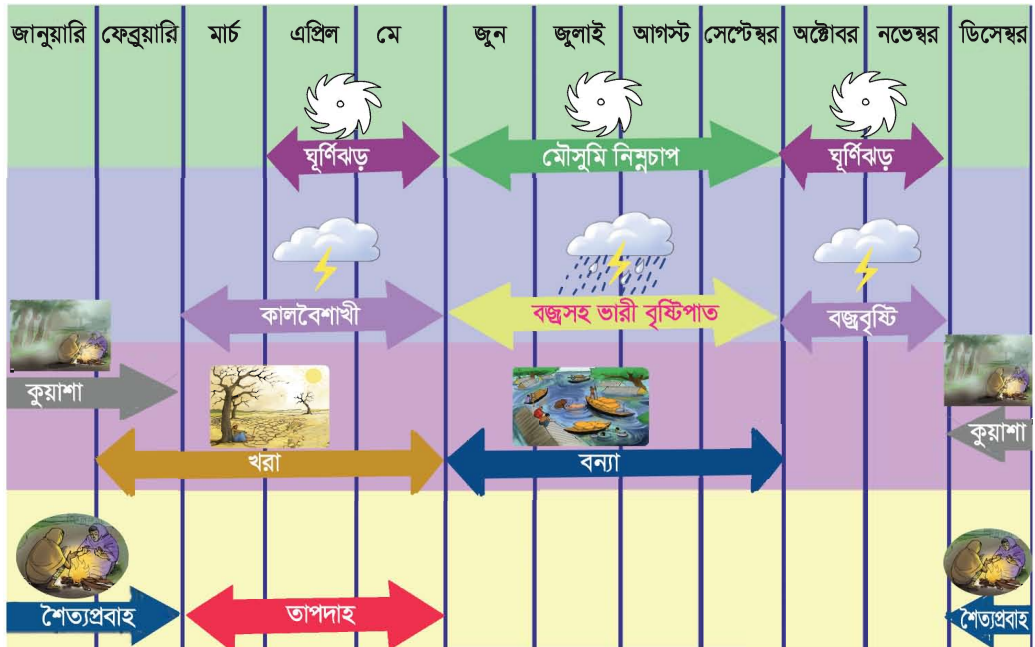 জানুয়ারি ফেব্রুয়ারি মার্চ এপ্রিল মে জুন জুলাই আগস্ট সেপ্টেম্বর অক্টোবর নভেম্বর ডিসেম্বর
ঘূর্ণিঝড় মৌসুমি নিম্নচাপ ঘূর্ণিঝড়
কালবৈশাখী বজ্রসহ ভারী বৃষ্টিপাত বজ্রবৃষ্টি
কুয়াশা
কুয়াশা
খরা বন্যা
শৈত্যপ্রবাহ তাপদাহ শৈত্যপ্রবাহ